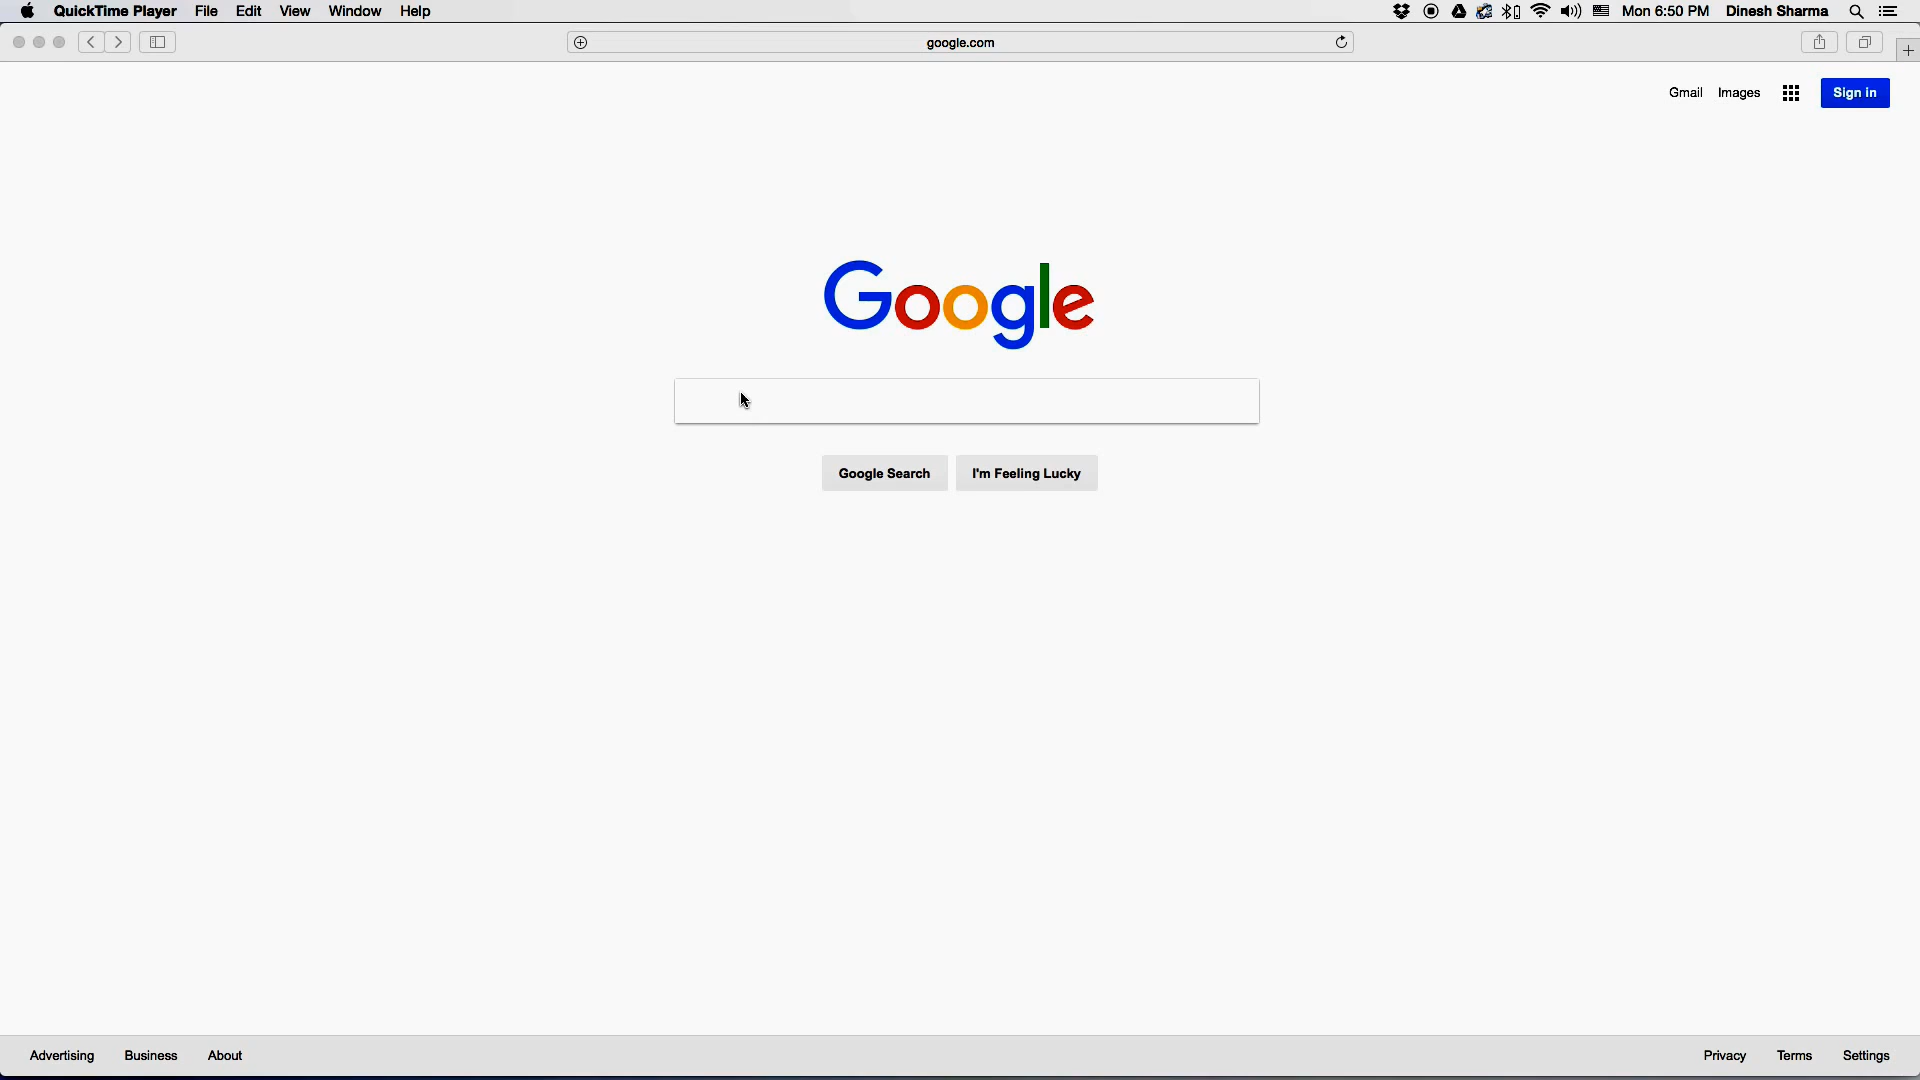 QuickTime Player File Edit View Window Help Mon 6:50 PM Dinesh Sharma
google.com
Gmail Images Sign in
Google
Google Search I'm Feeling Lucky
Advertising Business About Privacy Terms Settings